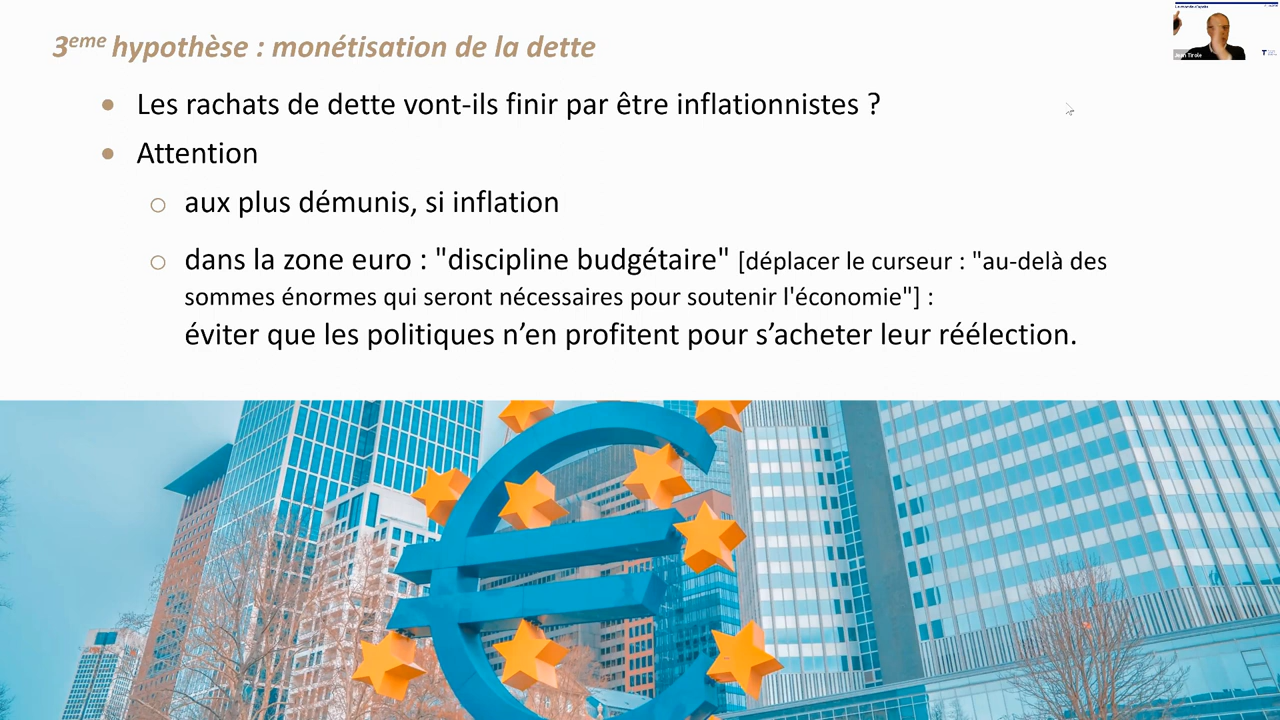 3eme hypothèse : monétisation de la dette
• Les rachats de dette vont-ils finir par être inflationnistes ?
• Attention
○ aux plus démunis, si inflation
○ dans la zone euro : "discipline budgétaire" [déplacer le curseur : "au-delà des
sommes énormes qui seront nécessaires pour soutenir l'économie"] :
éviter que les politiques n’en profitent pour s’acheter leur réélection.
Jean Tirole